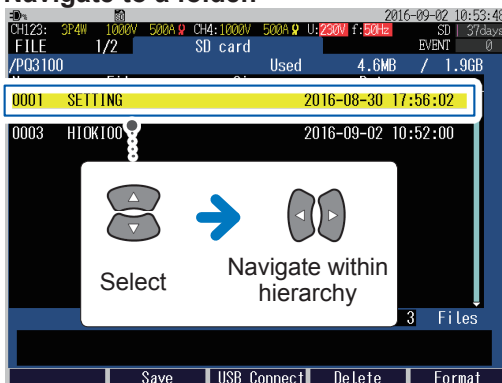 Navigate to a folder.
2016-09-02 10:53:48
CH123: 3P4W 1000V 500A CH4:1000V 500A U:230V f:50Hz SD 37days
FILE 1/2 SD card EVENT 0
/PQ3100 Used 4.6MB / 1.9GB
0001 SETTING 2016-08-30 17:56:02
0003 HIOKI00 2016-09-02 10:52:00
Select
Navigate within
hierarchy
3 Files
Save USB Connect Delete Format